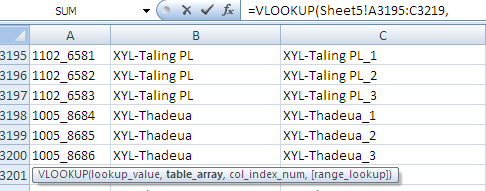 SUM fx =VLOOKUP(Sheet5!A3195:C3219,
A B C
3195 1102_6581 XYL-Taling PL XYL-Taling PL_1
3196 1102_6582 XYL-Taling PL XYL-Taling PL_2
3197 1102_6583 XYL-Taling PL XYL-Taling PL_3
3198 1005_8684 XYL-Thadeua XYL-Thadeua_1
3199 1005_8685 XYL-Thadeua XYL-Thadeua_2
3200 1005_8686 XYL-Thadeua XYL-Thadeua_3
3201
VLOOKUP(lookup_value, table_array, col_index_num, [range_lookup])